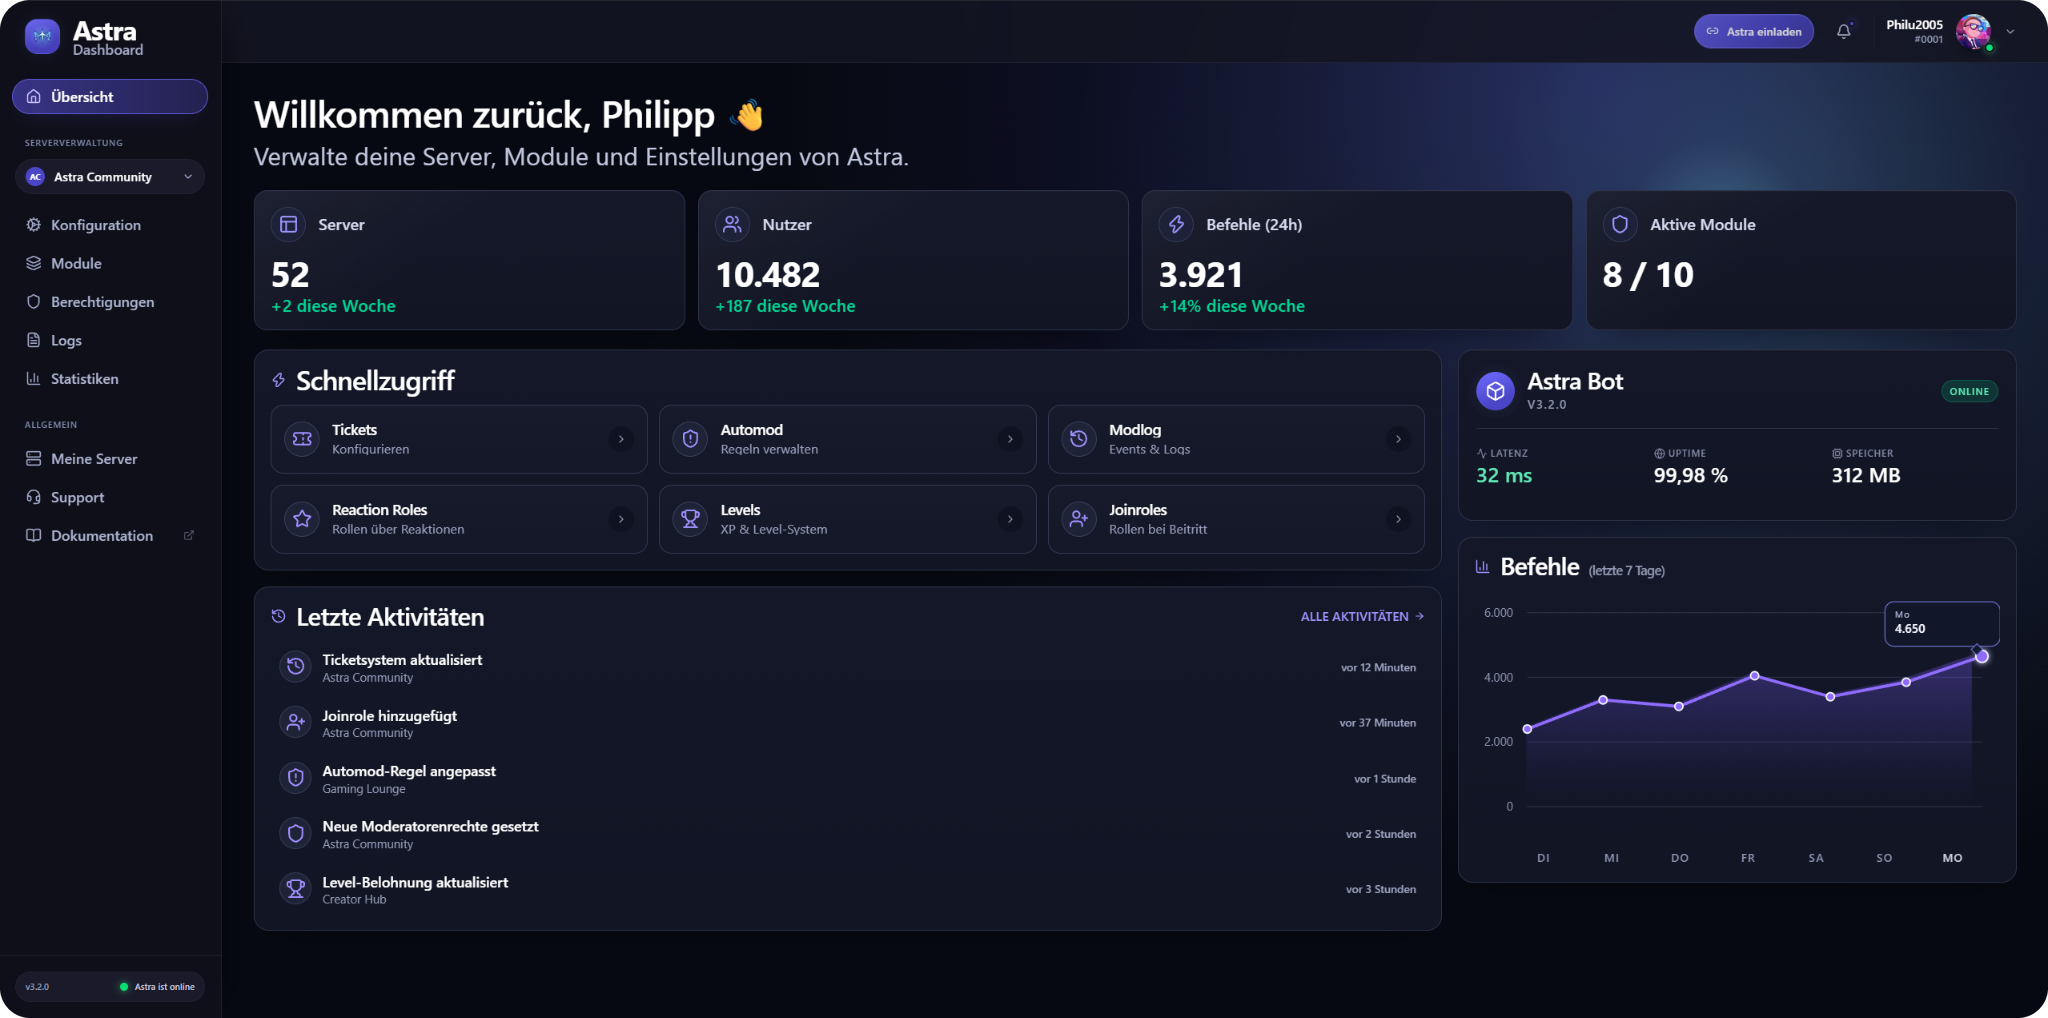 Astra
Dashboard
Übersicht
SERVERVERWALTUNG
AC Astra Community
Konfiguration
Module
Berechtigungen
Logs
Statistiken
ALLGEMEIN
Meine Server
Support
Dokumentation
v3.2.0 Astra ist online
Astra einladen
Philu2005
#0001
Willkommen zurück, Philipp 👋
Verwalte deine Server, Module und Einstellungen von Astra.
Server
52
+2 diese Woche
Nutzer
10.482
+187 diese Woche
Befehle (24h)
3.921
+14% diese Woche
Aktive Module
8 / 10
Schnellzugriff
Tickets
Konfigurieren
Automod
Regeln verwalten
Modlog
Events & Logs
Reaction Roles
Rollen über Reaktionen
Levels
XP & Level-System
Joinroles
Rollen bei Beitritt
Letzte Aktivitäten
ALLE AKTIVITÄTEN →
Ticketsystem aktualisiert
Astra Community
vor 12 Minuten
Joinrole hinzugefügt
Astra Community
vor 37 Minuten
Automod-Regel angepasst
Gaming Lounge
vor 1 Stunde
Neue Moderatorenrechte gesetzt
Astra Community
vor 2 Stunden
Level-Belohnung aktualisiert
Creator Hub
vor 3 Stunden
Astra Bot
V3.2.0
ONLINE
LATENZ
32 ms
UPTIME
99,98 %
SPEICHER
312 MB
Befehle (letzte 7 Tage)
6.000
4.000
2.000
0
Mo
4.650
DI MI DO FR SA SO MO